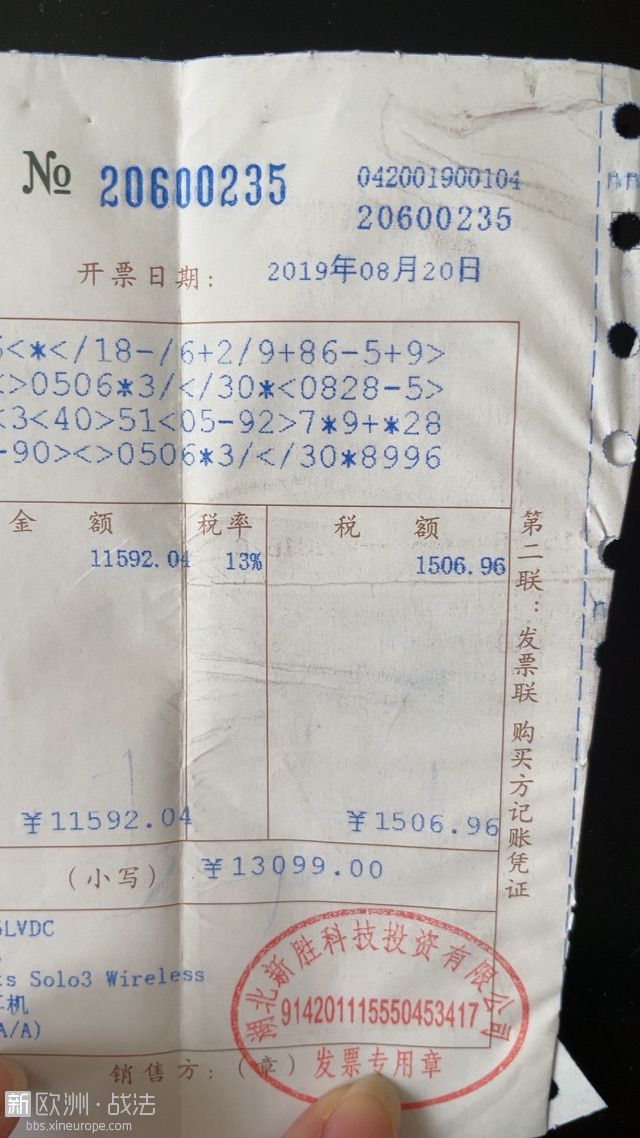 № 20600235
042001900104
20600235
开票日期: 2019年08月20日
<*</18-/6+2/9+86-5+9>
<>0506*3/</30*<0828-5>
<3<40>51<05-92>7*9+*28
-90><>0506*3/</30*8996
金 额 税率 税 额
11592.04 13% 1506.96
¥11592.04 ¥1506.96
(小写) ¥13099.00
第二联:发票联 购买方记账凭证
LVDC
s Solo3 Wireless
耳机
A/A)
湖北新胜科技投资有限公司
914201115550453417
发票专用章
销售方:(章)
新欧洲·战法
bbs.xineurope.com